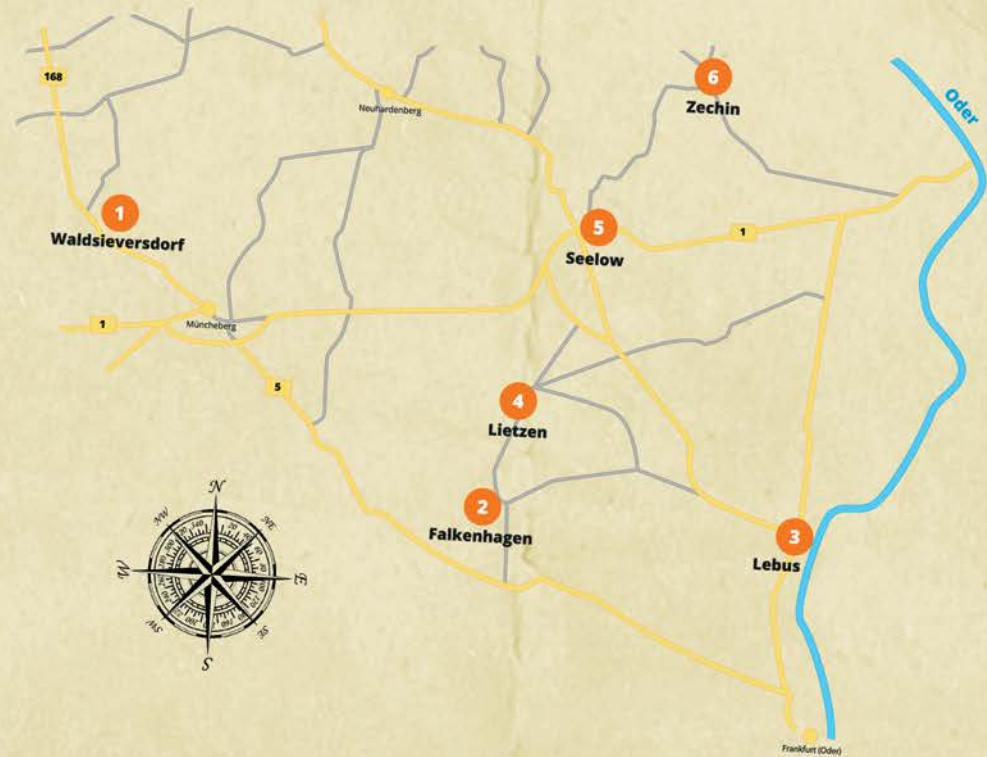 168
Neuhardenberg
6
Zechin
Oder
1
Waldsieversdorf
5
Seelow
1
1
Müncheberg
5
4
Lietzen
2
Falkenhagen
3
Lebus
N
NE
Æ
SE
S
SW
W
NW
Frankfurt (Oder)